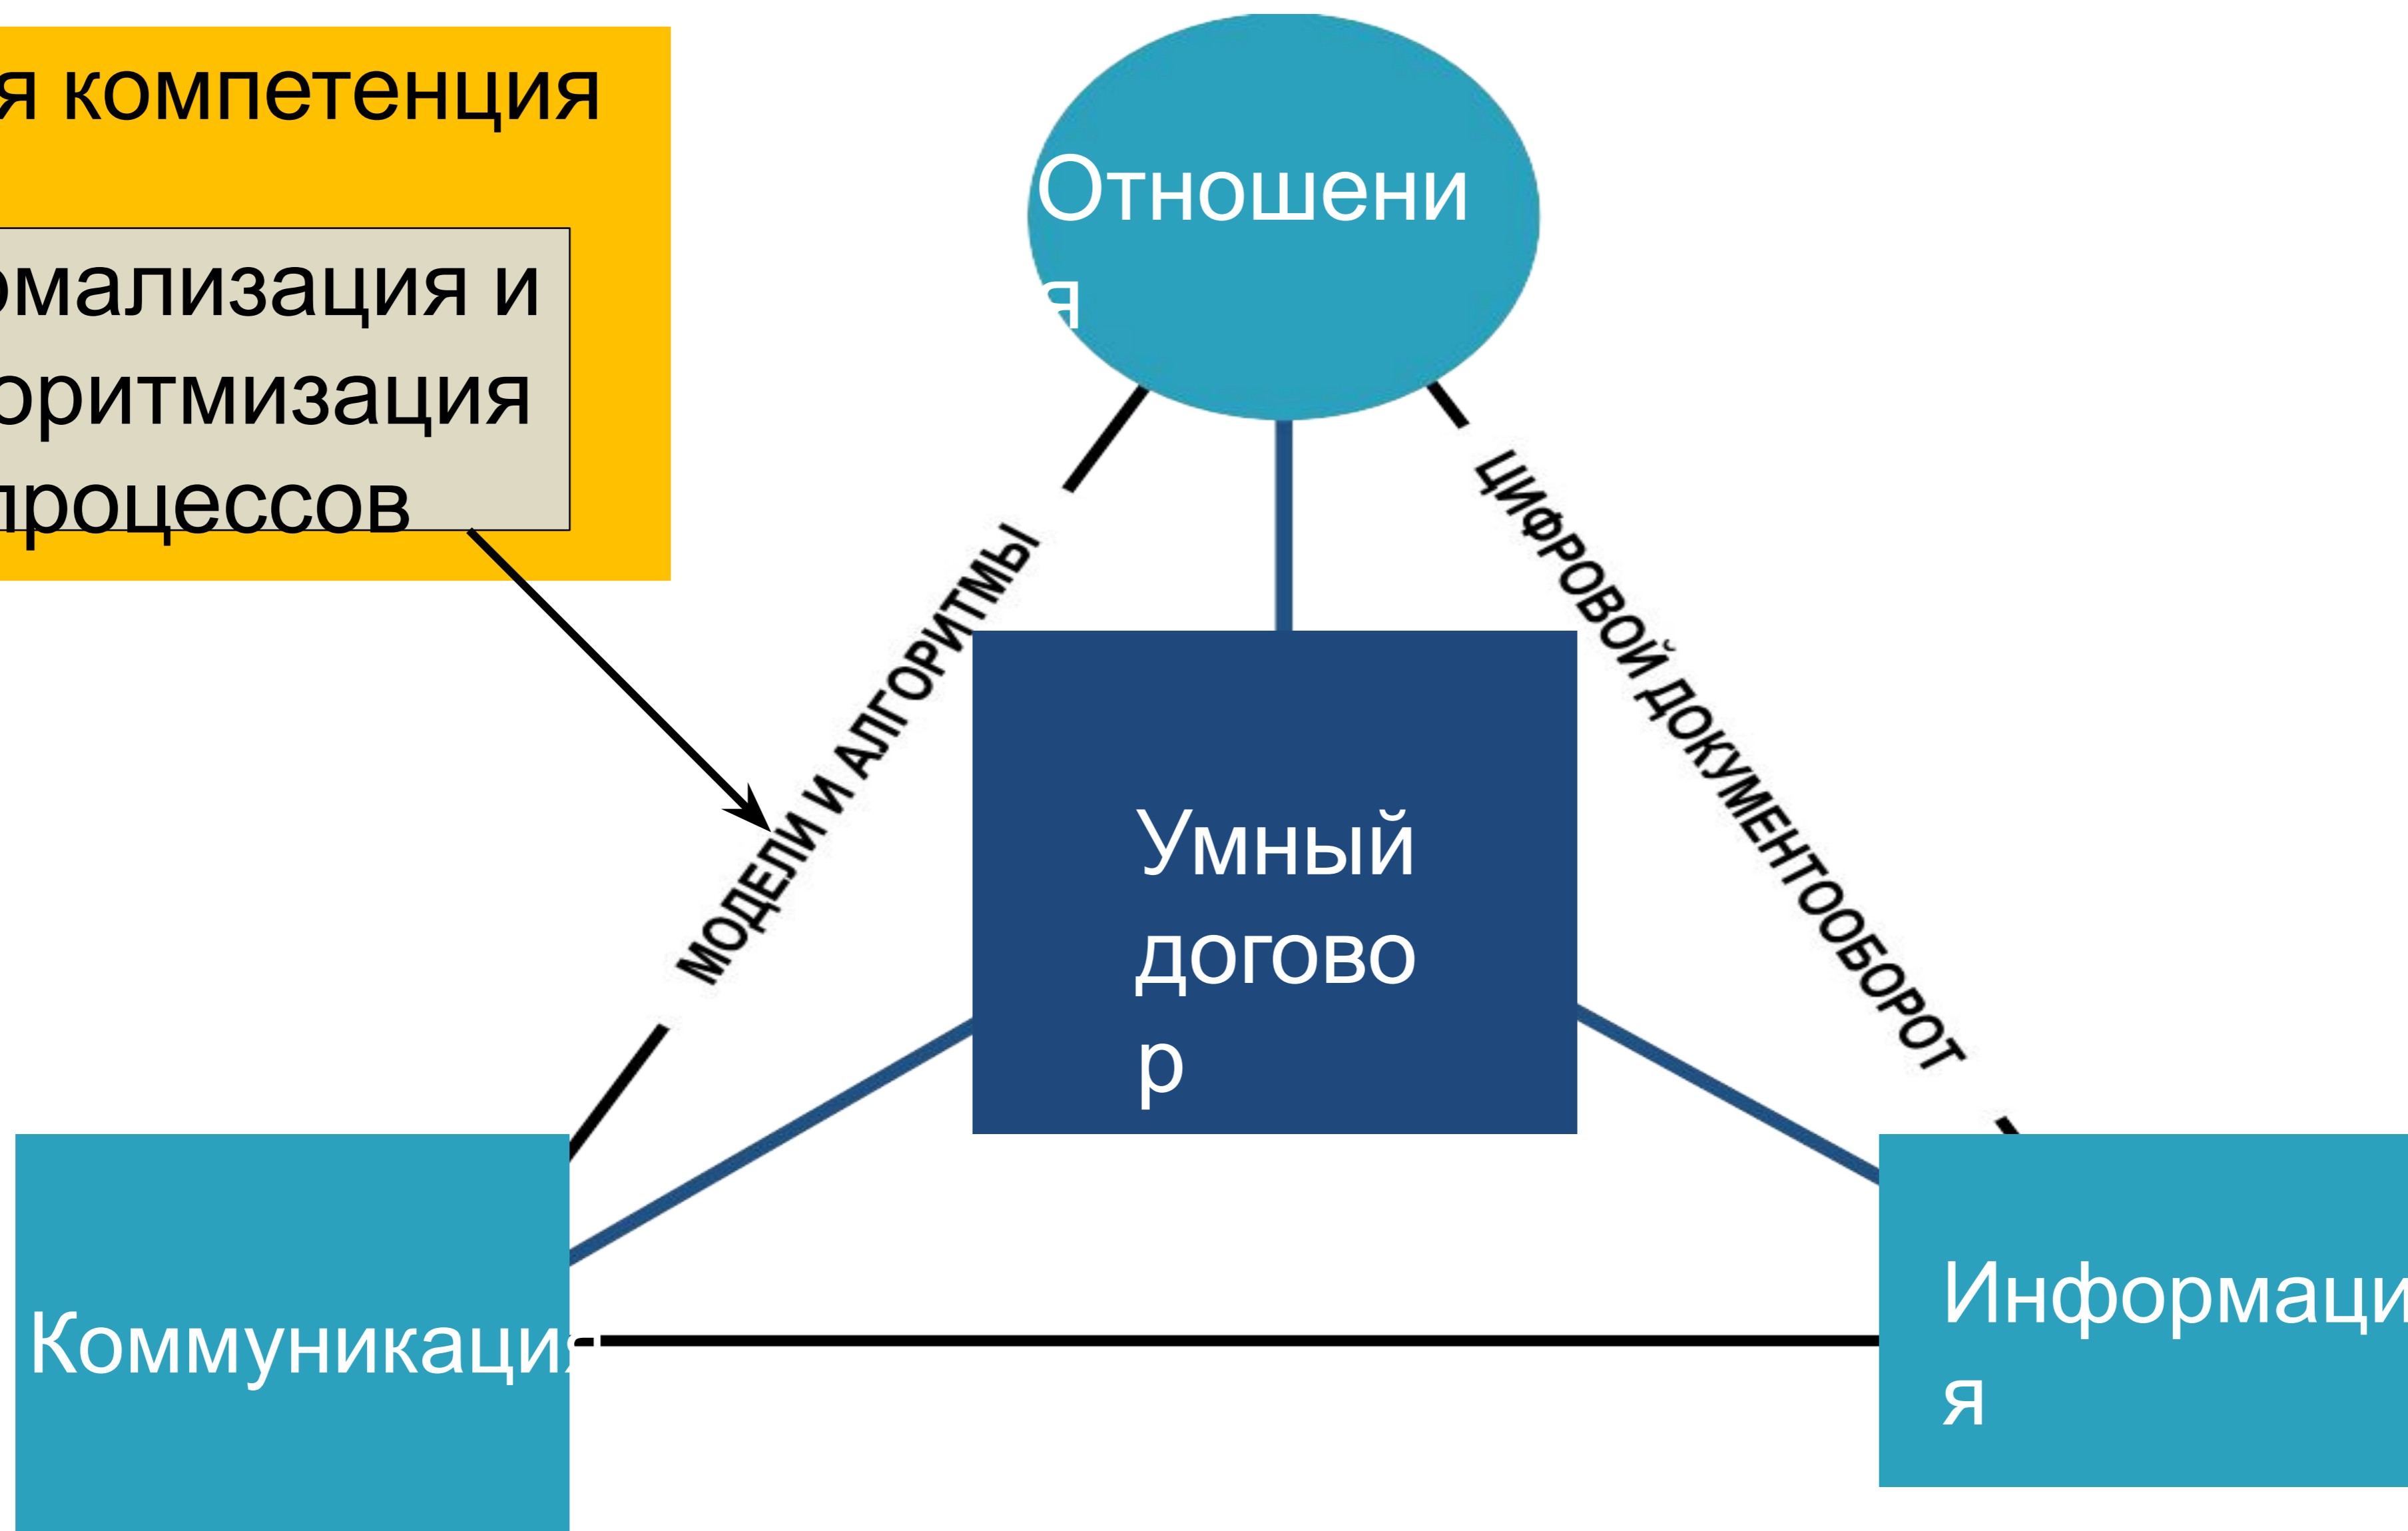 я компетенция
рмализация и
оритмизация
процессов
Отношени
я
МОДЕЛИ И АЛГОРИТМЫ
ЦИФРОВОЙ ДОКУМЕНТООБОРОТ
Умный
догово
р
Коммуникация
Информаци
я